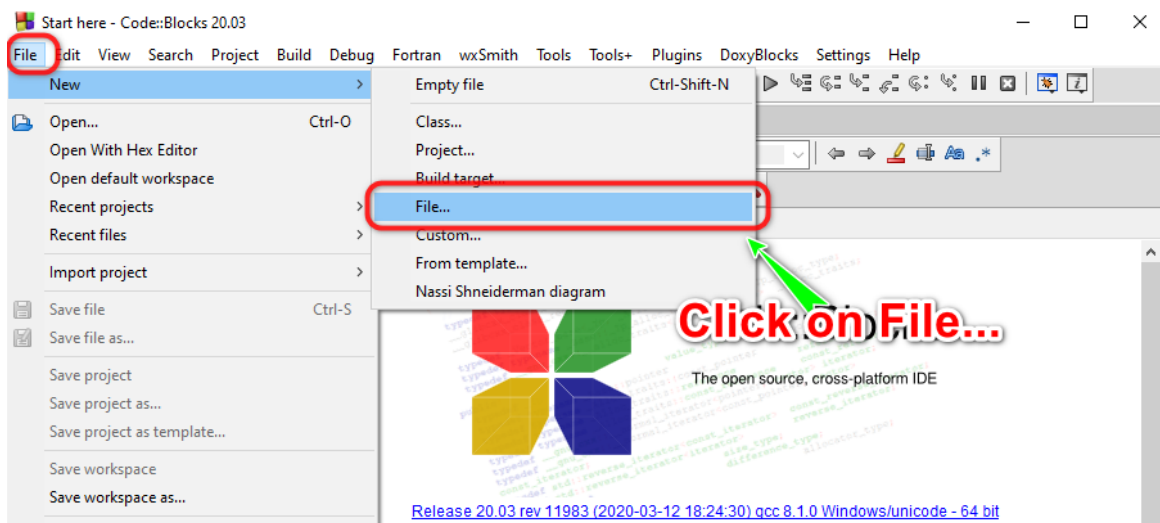 Start here - Code::Blocks 20.03
File Edit View Search Project Build Debug Fortran wxSmith Tools Tools+ Plugins DoxyBlocks Settings Help
New
Open... Ctrl-O
Open With Hex Editor
Open default workspace
Recent projects
Recent files
Import project
Save file Ctrl-S
Save file as...
Save project
Save project as...
Save project as template...
Save workspace
Save workspace as...
Empty file Ctrl-Shift-N
Class...
Project...
Build target...
File...
Custom...
From template...
Nassi Shneiderman diagram
Click on File...
The open source, cross-platform IDE
Release 20.03 rev 11983 (2020-03-12 18:24:30) gcc 8.1.0 Windows/unicode - 64 bit